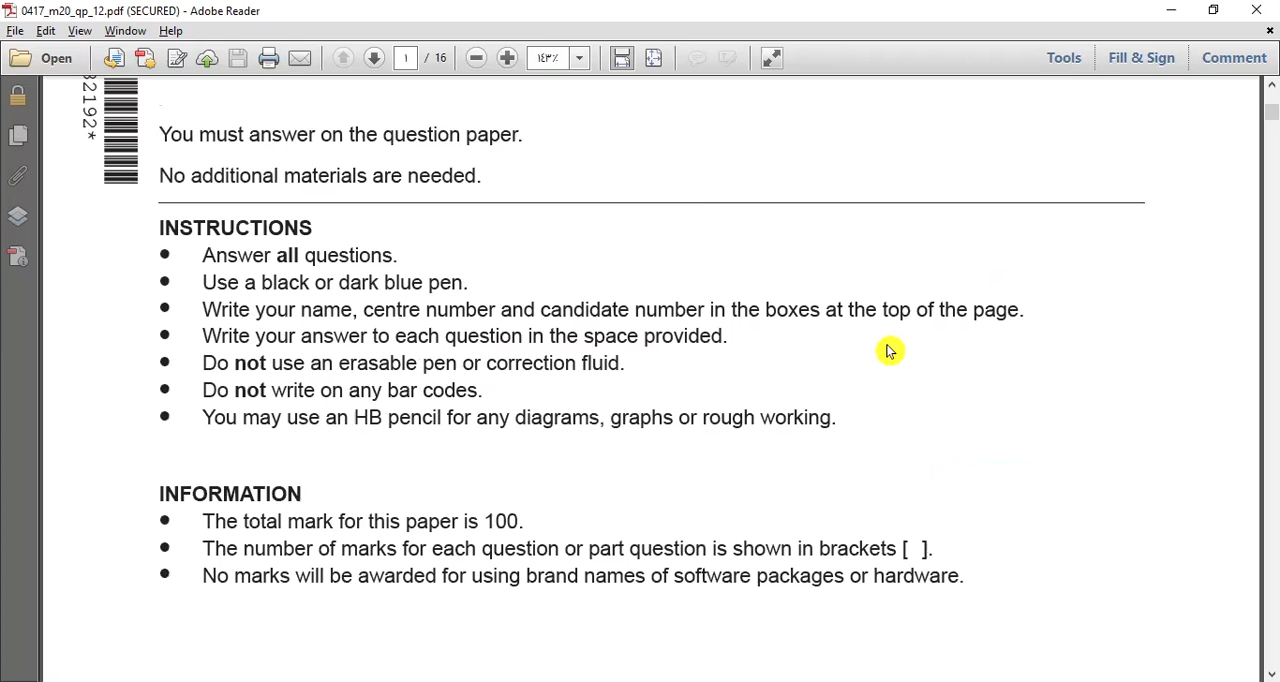 0417_m20_qp_12.pdf (SECURED) - Adobe Reader
File Edit View Window Help
Open
١ / 16
١٤٣٪
Tools
Fill & Sign
Comment
82192*
You must answer on the question paper.
No additional materials are needed.
INSTRUCTIONS
● Answer all questions.
● Use a black or dark blue pen.
● Write your name, centre number and candidate number in the boxes at the top of the page.
● Write your answer to each question in the space provided.
● Do not use an erasable pen or correction fluid.
● Do not write on any bar codes.
● You may use an HB pencil for any diagrams, graphs or rough working.
INFORMATION
● The total mark for this paper is 100.
● The number of marks for each question or part question is shown in brackets [ ].
● No marks will be awarded for using brand names of software packages or hardware.